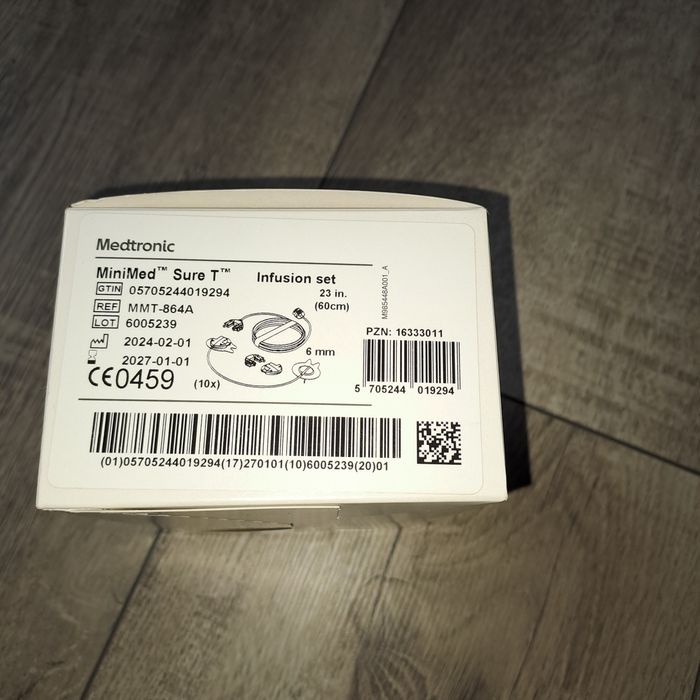 Medtronic
MiniMed™ Sure T™ Infusion set
GTIN 05705244019294 23 in.
(60cm)
REF MMT-864A
LOT 6005239
2024-02-01
2027-01-01
6 mm
CE0459 (10x)
M985448A001_A
PZN: 16333011
5 705244 019294
(01)05705244019294(17)270101(10)6005239(20)01